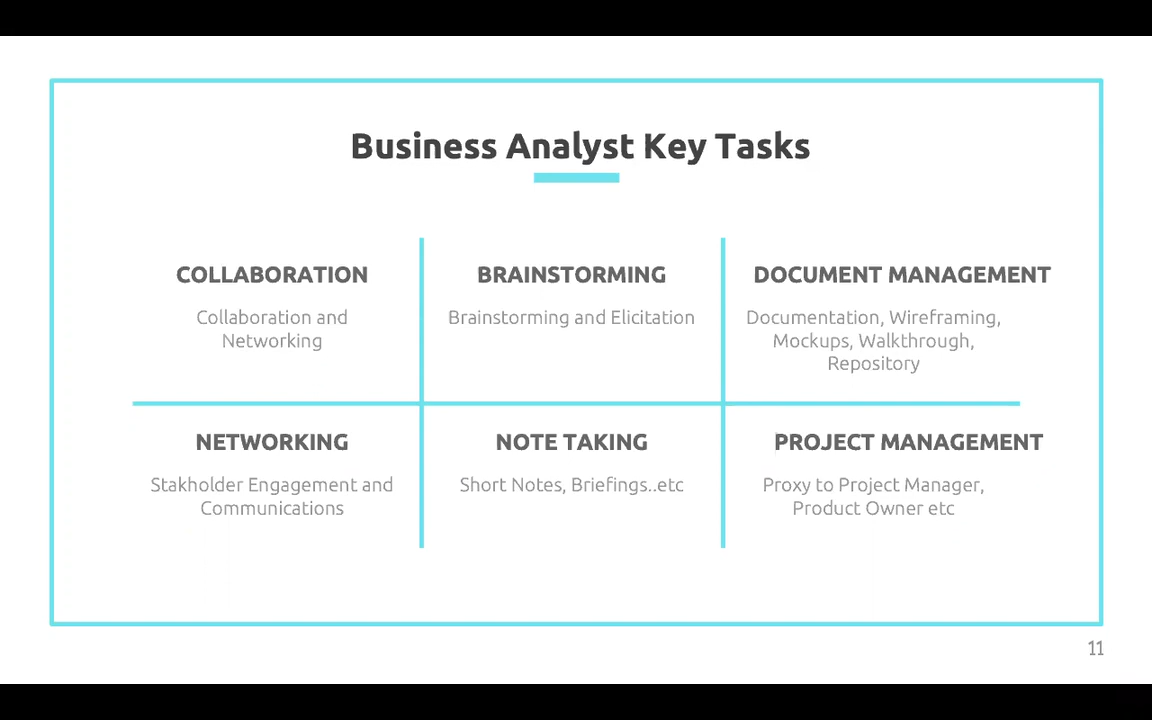 Business Analyst Key Tasks
COLLABORATION
Collaboration and
Networking
BRAINSTORMING
Brainstorming and Elicitation
DOCUMENT MANAGEMENT
Documentation, Wireframing,
Mockups, Walkthrough,
Repository
NETWORKING
Stakholder Engagement and
Communications
NOTE TAKING
Short Notes, Briefings..etc
PROJECT MANAGEMENT
Proxy to Project Manager,
Product Owner etc
11